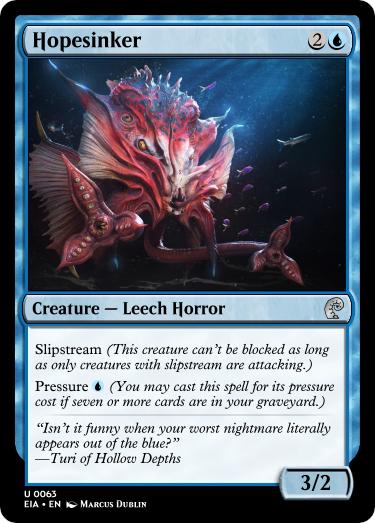 Hopesinker 2
Creature — Leech Horror
Slipstream (This creature can't be blocked as long
as only creatures with slipstream are attacking.)
Pressure (You may cast this spell for its pressure
cost if seven or more cards are in your graveyard.)
“Isn't it funny when your worst nightmare literally
appears out of the blue?”
—Turi of Hollow Depths
3/2
U 0063
EIA • EN Marcus Dublin